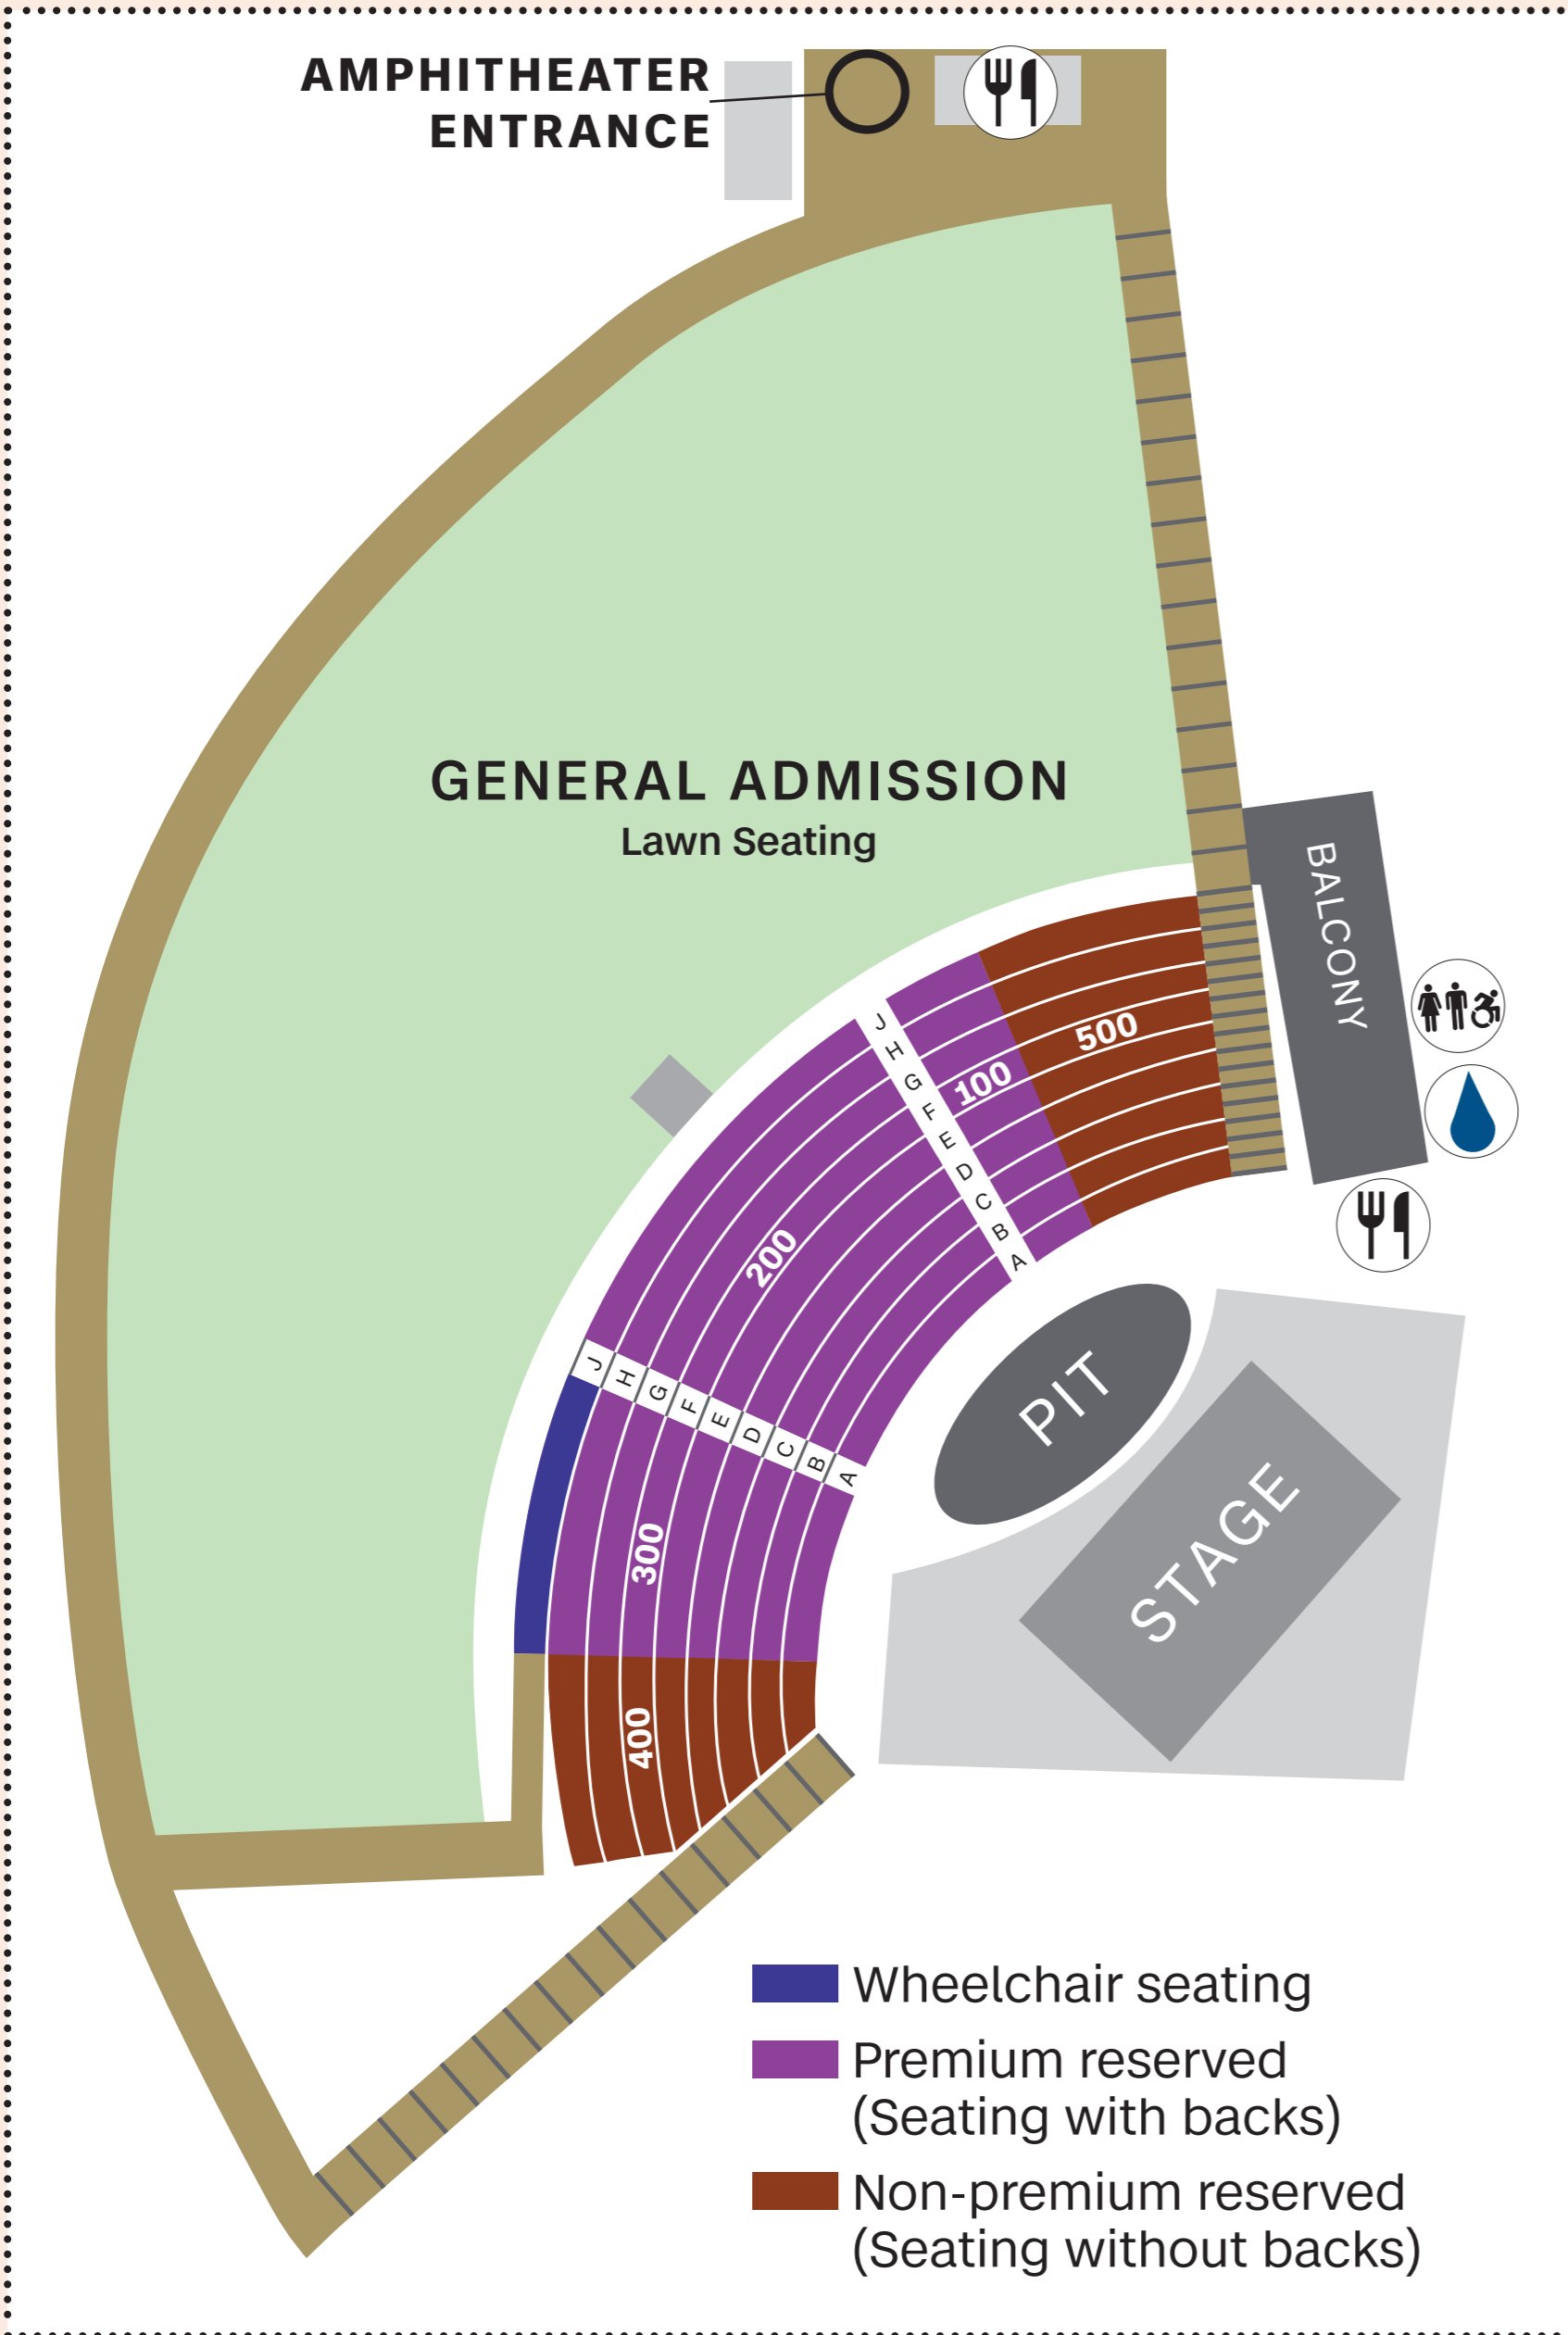 AMPHITHEATER
ENTRANCE
GENERAL ADMISSION
Lawn Seating
BALCONY
500
100
J
H
G
F
E
D
C
B
A
200
J
H
G
F
E
D
C
B
A
300
400
PIT
STAGE
Wheelchair seating
Premium reserved
(Seating with backs)
Non-premium reserved
(Seating without backs)